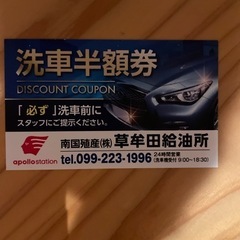 洗車半額券
DISCOUNT COUPON
「必ず」洗車前に
スタッフにご提示ください。
apollostation
南国殖産(株) 草牟田給油所
tel.099-223-1996
24時間営業
(洗車機受付 9:00~18:30)